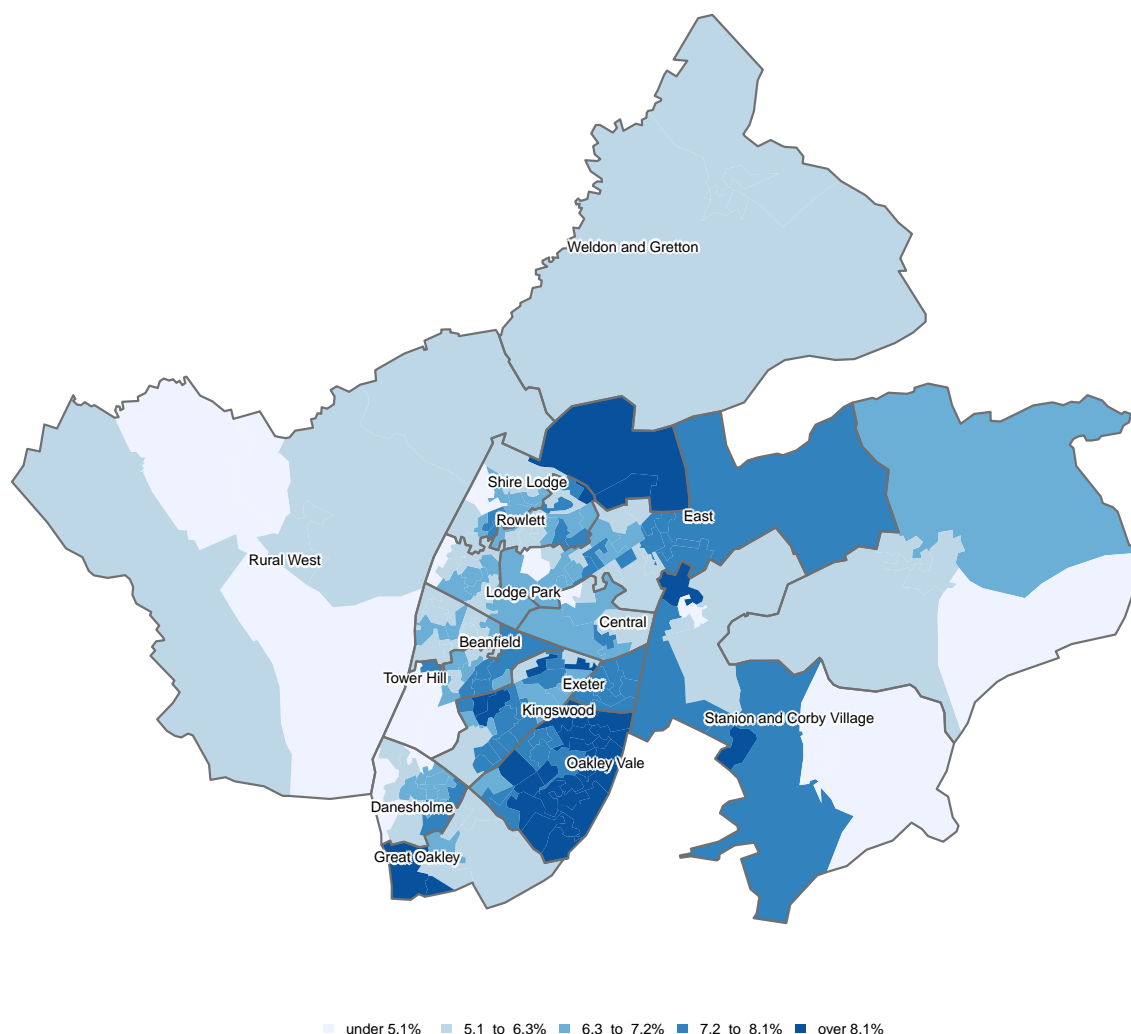 Weldon and Gretton
Shire Lodge
Rowlett
East
Rural West
Lodge Park
Central
Beanfield
Tower Hill
Exeter
Kingswood
Stanion and Corby Village
Oakley Vale
Danesholme
Great Oakley
under 5.1% 5.1 to 6.3% 6.3 to 7.2% 7.2 to 8.1% over 8.1%